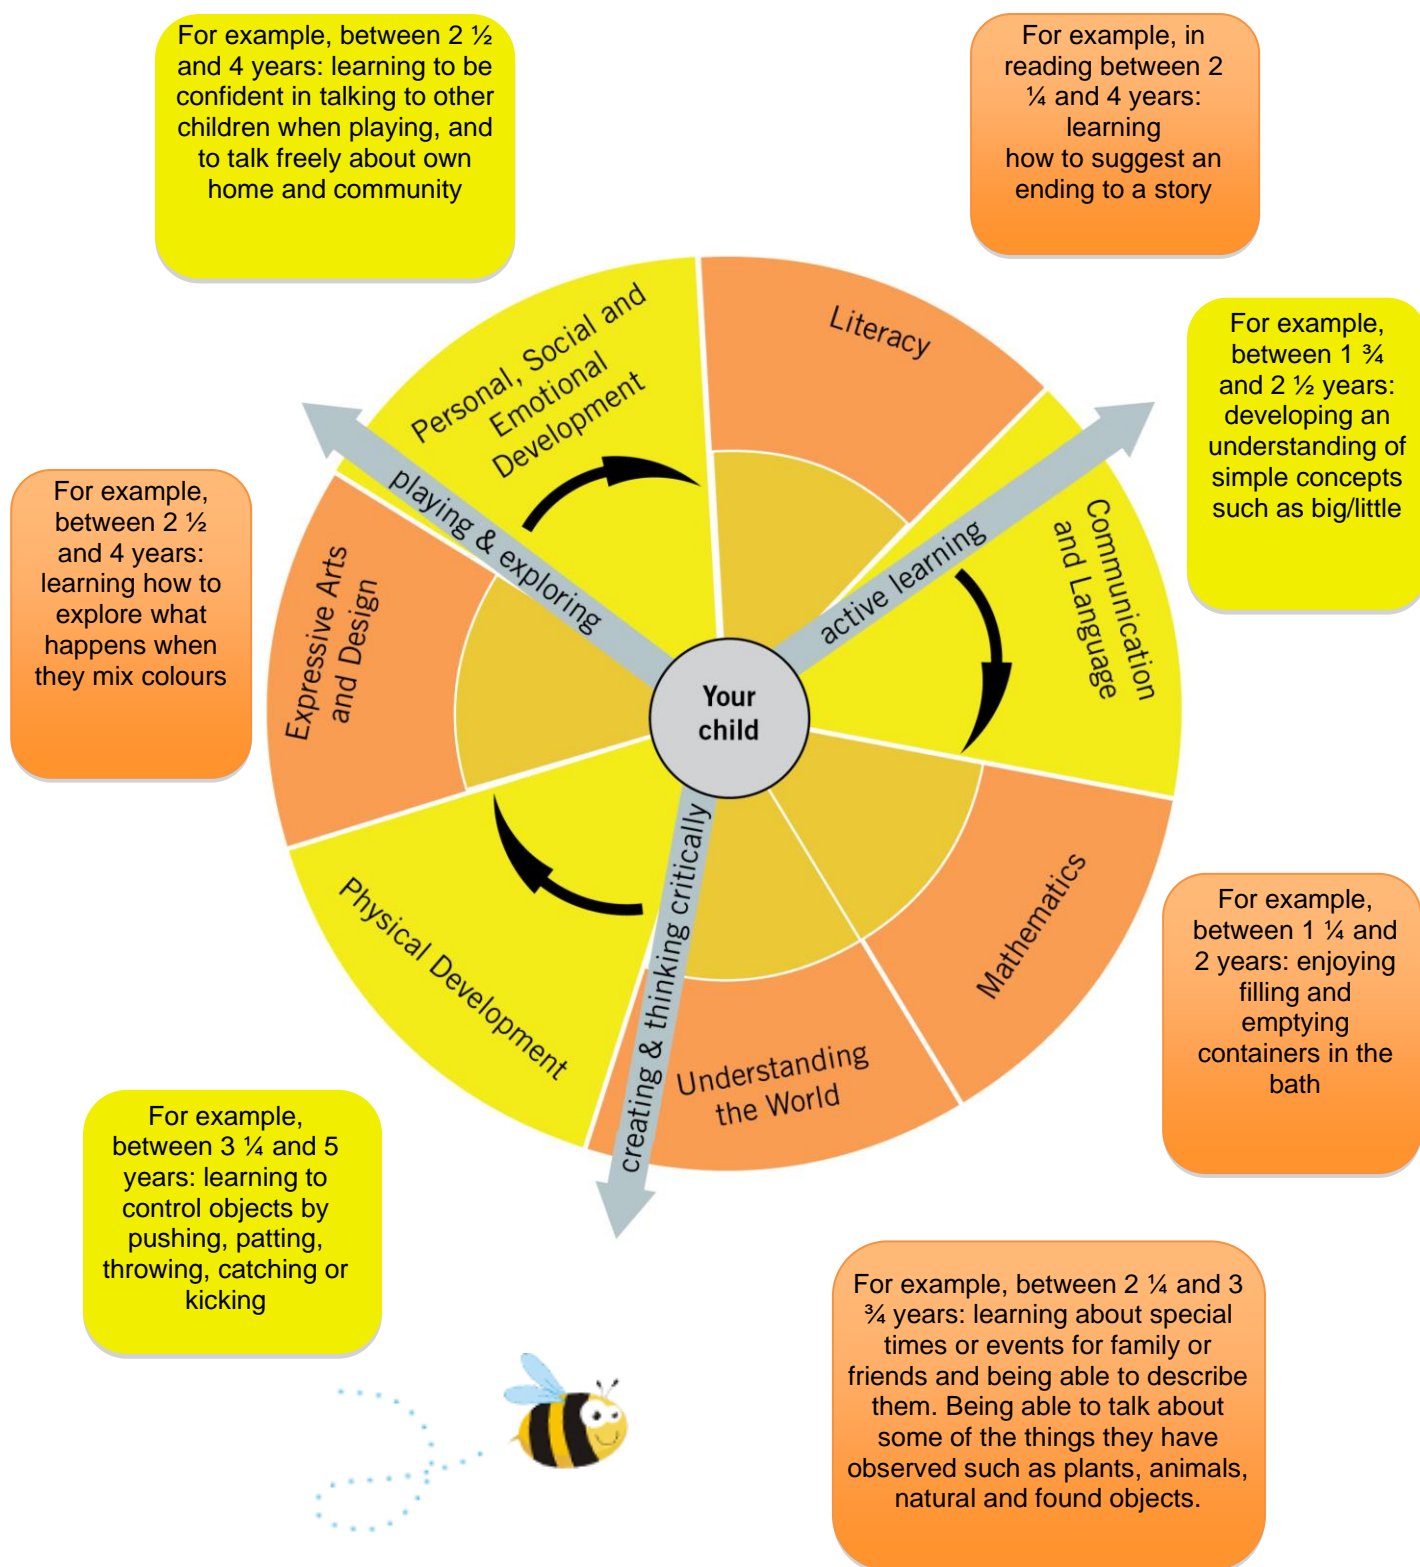 For example, between 2 ½
and 4 years: learning to be
confident in talking to other
children when playing, and
to talk freely about own
home and community
For example, in
reading between 2
¼ and 4 years:
learning
how to suggest an
ending to a story
For example,
between 1 ¾
and 2 ½ years:
developing an
understanding of
simple concepts
such as big/little
For example,
between 2 ½
and 4 years:
learning how to
explore what
happens when
they mix colours
Personal, Social and
Emotional
Development
Literacy
Communication
and Language
Mathematics
Understanding
the World
Physical Development
Expressive Arts
and Design
playing & exploring
active learning
creating & thinking critically
Your
child
For example,
between 1 ¼ and
2 years: enjoying
filling and
emptying
containers in the
bath
For example,
between 3 ¼ and 5
years: learning to
control objects by
pushing, patting,
throwing, catching or
kicking
For example, between 2 ¼ and 3
¾ years: learning about special
times or events for family or
friends and being able to describe
them. Being able to talk about
some of the things they have
observed such as plants, animals,
natural and found objects.